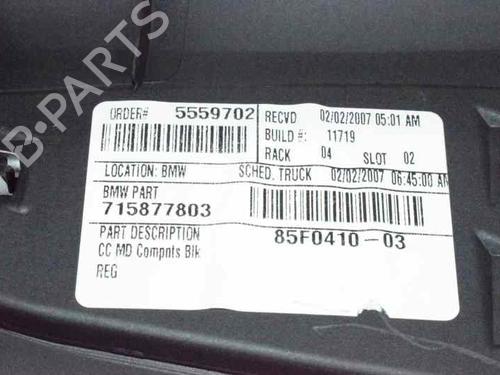 B-PARTS
ORDER# 5559702
RECVD 02/02/2007 05:01 AM
BUILD #: 11719
RACK 04 SLOT 02
LOCATION: BMW SCHED. TRUCK 02/02/2007 06:45:00 AM
BMW PART
715877803
PART DESCRIPTION 85F0410-03
CC MD Compnts Blk
REG